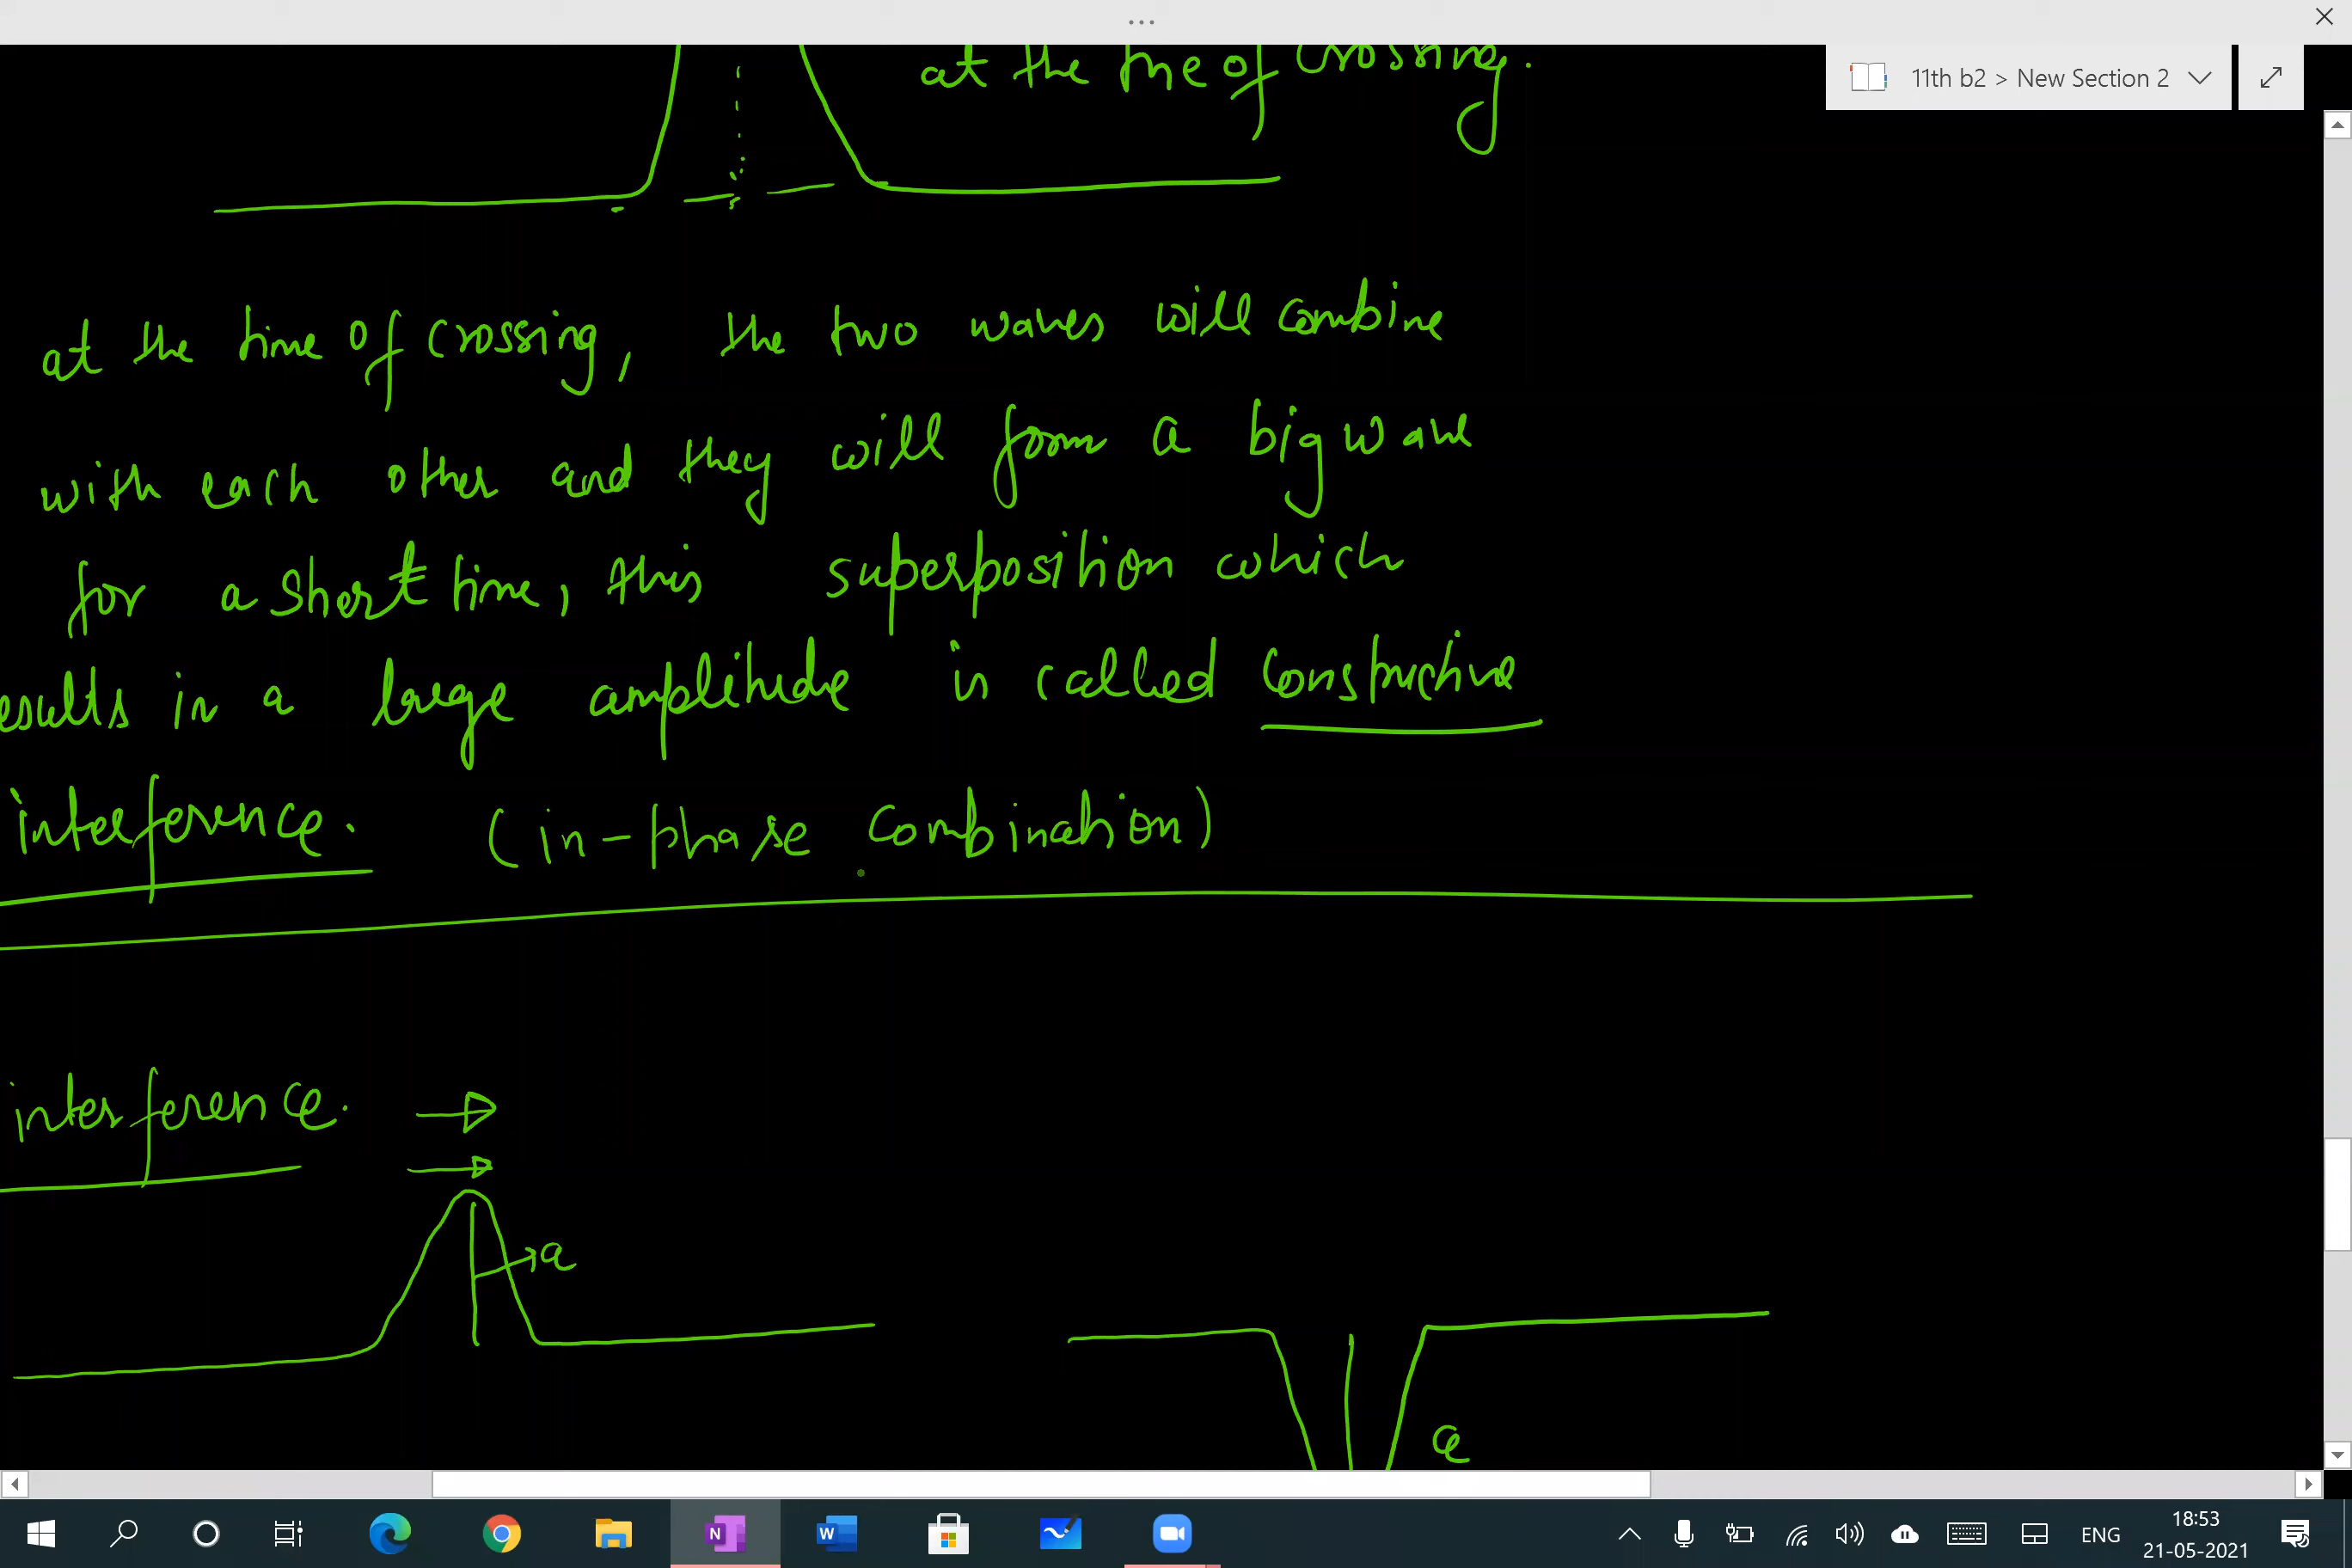 at the time of crossing.
11th b2 > New Section 2
at the time of crossing, the two waves will combine
with each other and they will form a big wave
for a short time, this superposition which
esults in a large amplitude is called constructive
interference. (in-phase combination)
interference.
a
a
ENG
18:53
21-05-2021